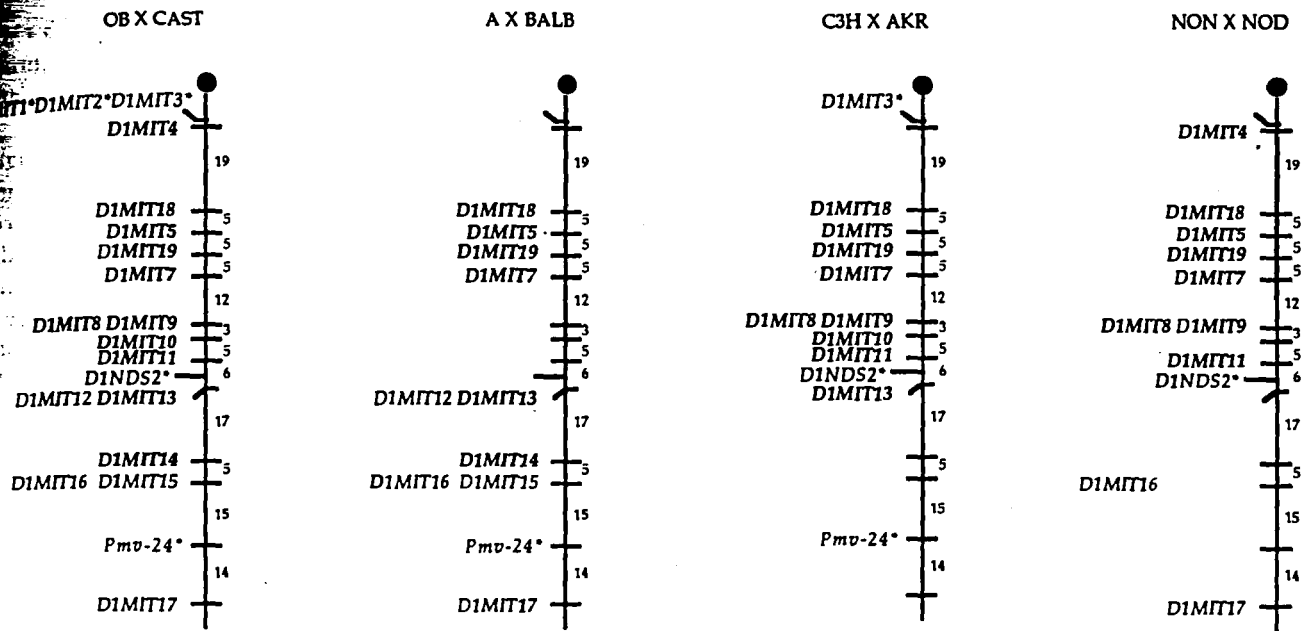 OB X CAST A X BALB C3H X AKR NON X NOD
D1MIT2*D1MIT3*
D1MIT4
19
D1MIT18
5
D1MIT5
5
D1MIT19
5
D1MIT7
12
D1MIT8 D1MIT9
3
D1MIT10
5
D1MIT11
6
D1NDS2*
D1MIT12 D1MIT13
17
D1MIT14
5
D1MIT16 D1MIT15
15
Pmv-24*
14
D1MIT17
19
D1MIT18
5
D1MIT5
5
D1MIT19
5
D1MIT7
12
3
5
6
D1MIT12 D1MIT13
17
D1MIT14
5
D1MIT16 D1MIT15
15
Pmv-24*
14
D1MIT17
D1MIT3*
19
D1MIT18
5
D1MIT5
5
D1MIT19
5
D1MIT7
12
D1MIT8 D1MIT9
3
D1MIT10
5
D1MIT11
6
D1NDS2*
D1MIT13
17
5
15
Pmv-24*
14
D1MIT4
19
D1MIT18
5
D1MIT5
5
D1MIT19
5
D1MIT7
12
D1MIT8 D1MIT9
3
5
D1MIT11
6
D1NDS2*
17
5
D1MIT16
15
14
D1MIT17